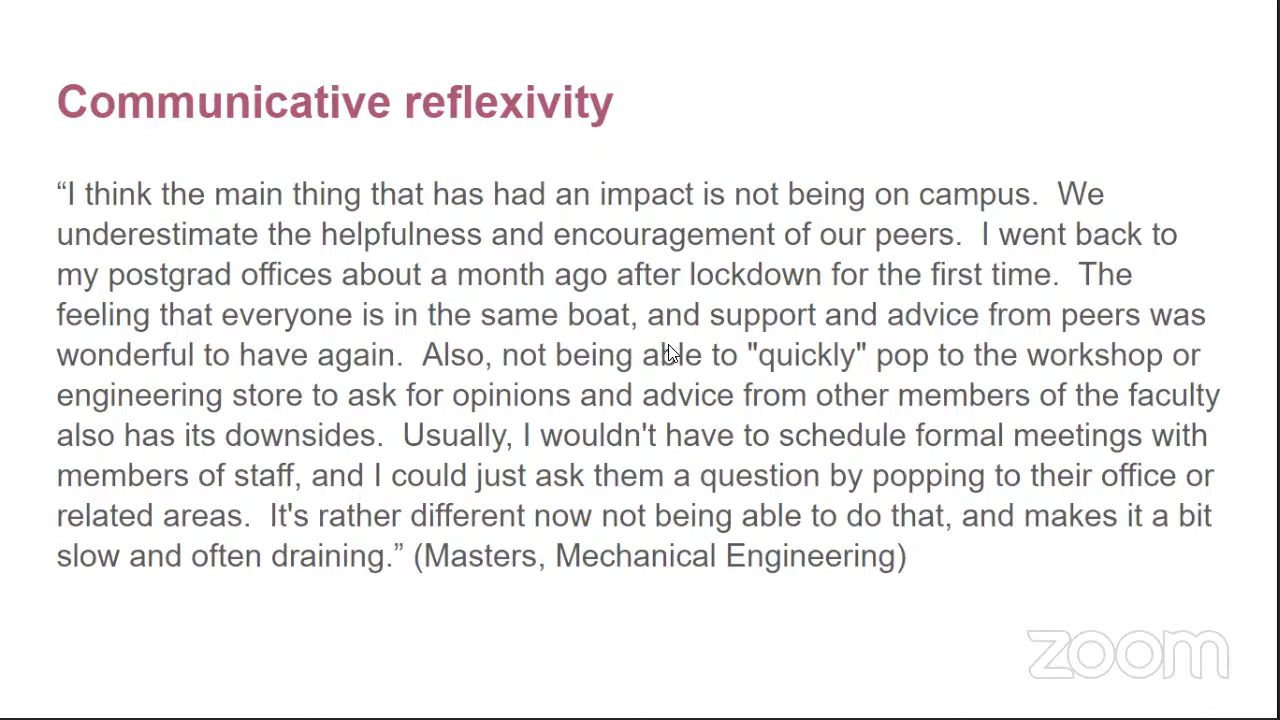 Communicative reflexivity
“I think the main thing that has had an impact is not being on campus.  We
underestimate the helpfulness and encouragement of our peers.  I went back to
my postgrad offices about a month ago after lockdown for the first time.  The
feeling that everyone is in the same boat, and support and advice from peers was
wonderful to have again.  Also, not being able to "quickly" pop to the workshop or
engineering store to ask for opinions and advice from other members of the faculty
also has its downsides.  Usually, I wouldn't have to schedule formal meetings with
members of staff, and I could just ask them a question by popping to their office or
related areas.  It's rather different now not being able to do that, and makes it a bit
slow and often draining.” (Masters, Mechanical Engineering)
zoom